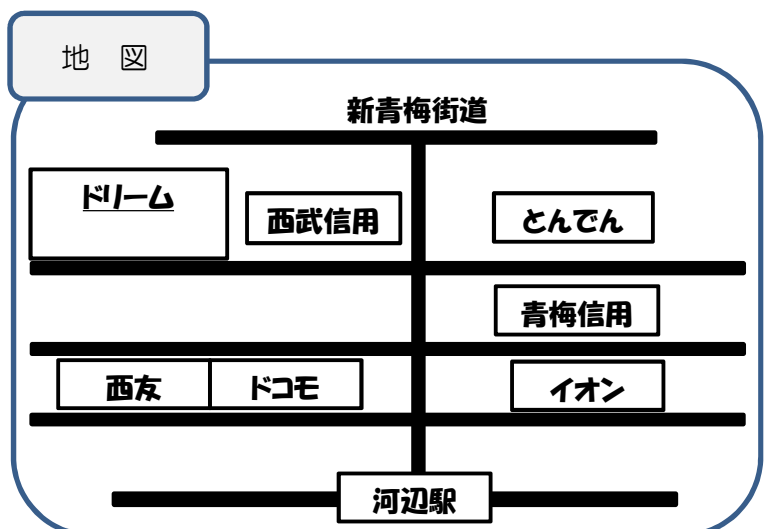 地　図
新青梅街道
ドリーム
西武信用
とんでん
青梅信用
西友
ドコモ
イオン
河辺駅